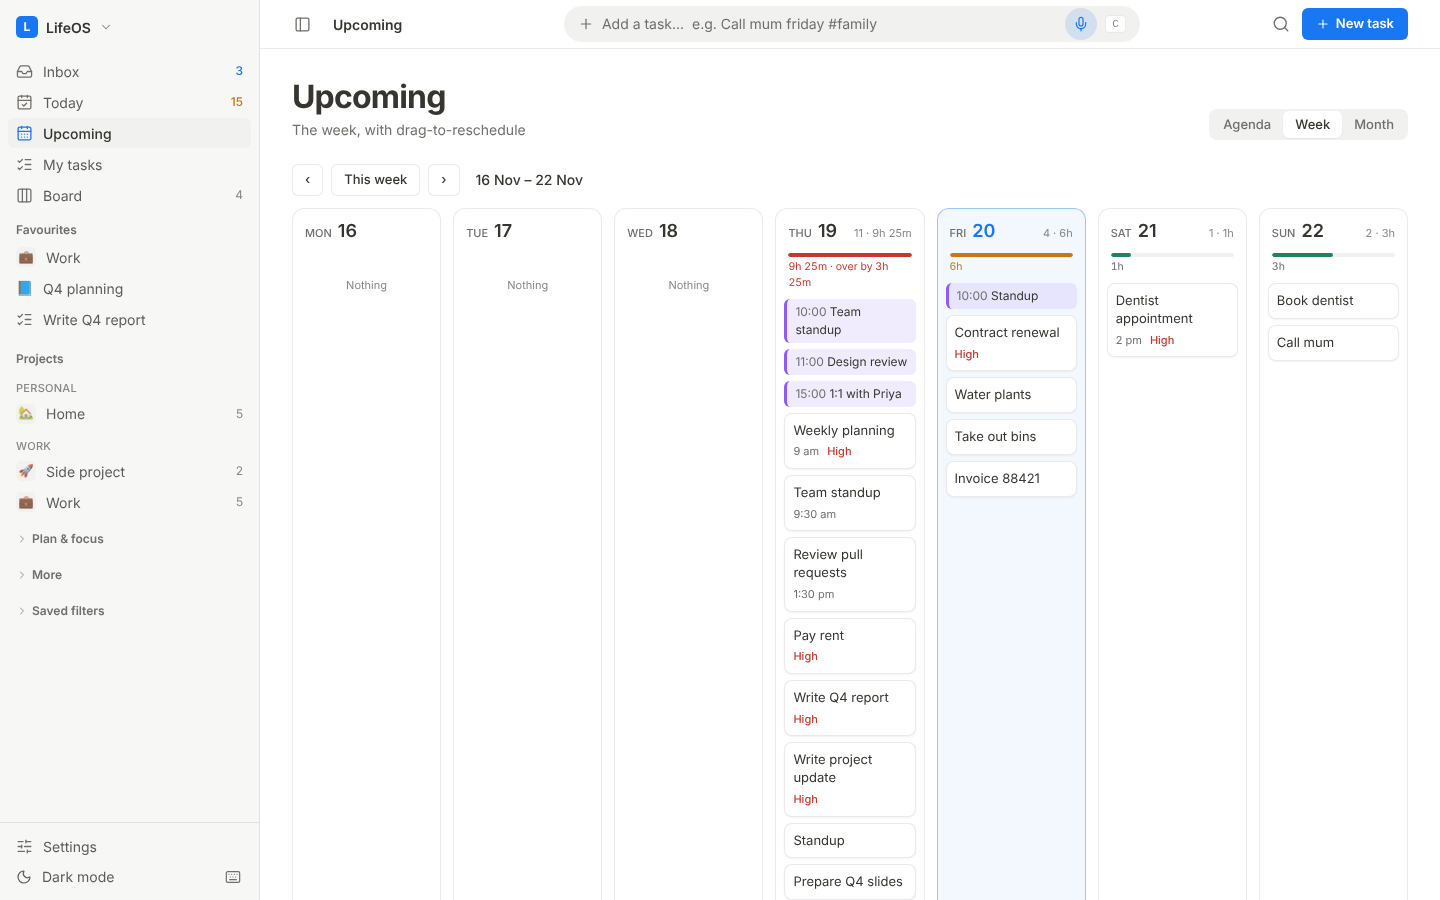 L LifeOS
Inbox 3
Today 15
Upcoming
My tasks
Board 4
Favourites
Work
Q4 planning
Write Q4 report
Projects
PERSONAL
Home 5
WORK
Side project 2
Work 5
Plan & focus
More
Saved filters
Settings
Dark mode
Upcoming
Add a task... e.g. Call mum friday #family
C
New task
Upcoming
The week, with drag-to-reschedule
Agenda Week Month
‹ This week › 16 Nov – 22 Nov
MON 16
Nothing
TUE 17
Nothing
WED 18
Nothing
THU 19 11 · 9h 25m
9h 25m · over by 3h
25m
10:00 Team
standup
11:00 Design review
15:00 1:1 with Priya
Weekly planning
9 am High
Team standup
9:30 am
Review pull
requests
1:30 pm
Pay rent
High
Write Q4 report
High
Write project
update
High
Standup
Prepare Q4 slides
FRI 20 4 · 6h
6h
10:00 Standup
Contract renewal
High
Water plants
Take out bins
Invoice 88421
SAT 21 1 · 1h
1h
Dentist
appointment
2 pm High
SUN 22 2 · 3h
3h
Book dentist
Call mum